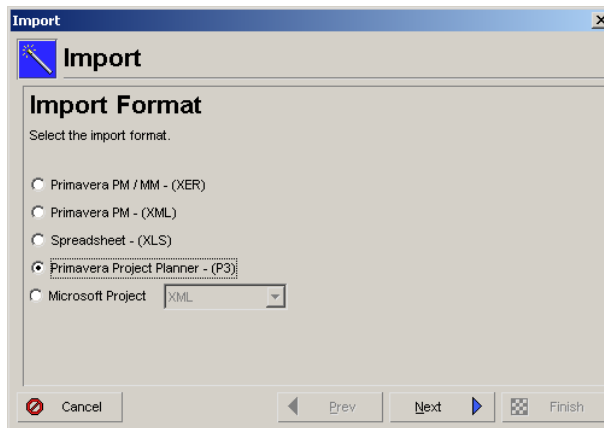 Import
Import
Import Format
Select the import format.
Primavera PM / MM - (XER)
Primavera PM - (XML)
Spreadsheet - (XLS)
Primavera Project Planner - (P3)
Microsoft Project XML
Cancel Prev Next Finish